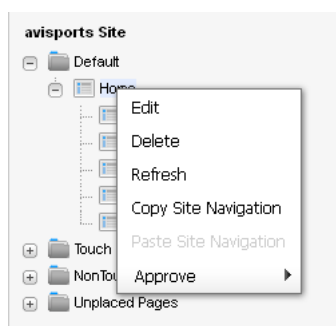 avisports Site
Default
Home
Edit
Delete
Refresh
Copy Site Navigation
Paste Site Navigation
Touch
Approve
NonTou
Unplaced Pages